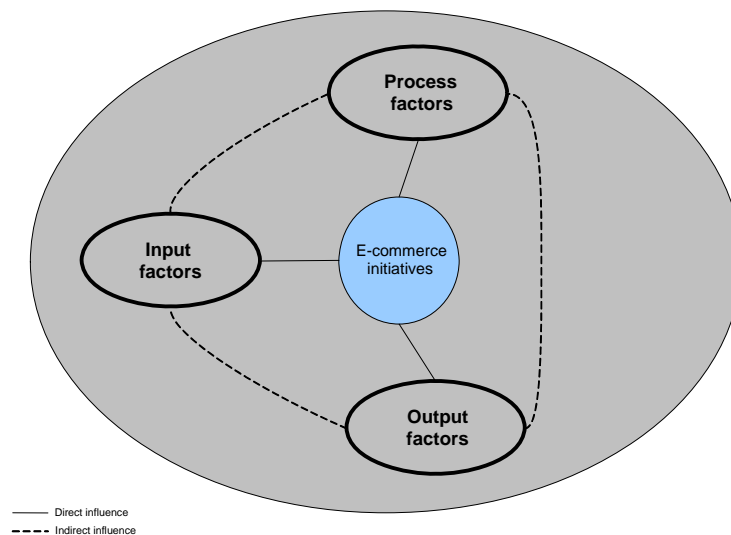 Process
factors
E-commerce
initiatives
Input
factors
Output
factors
Direct influence
Indirect influence